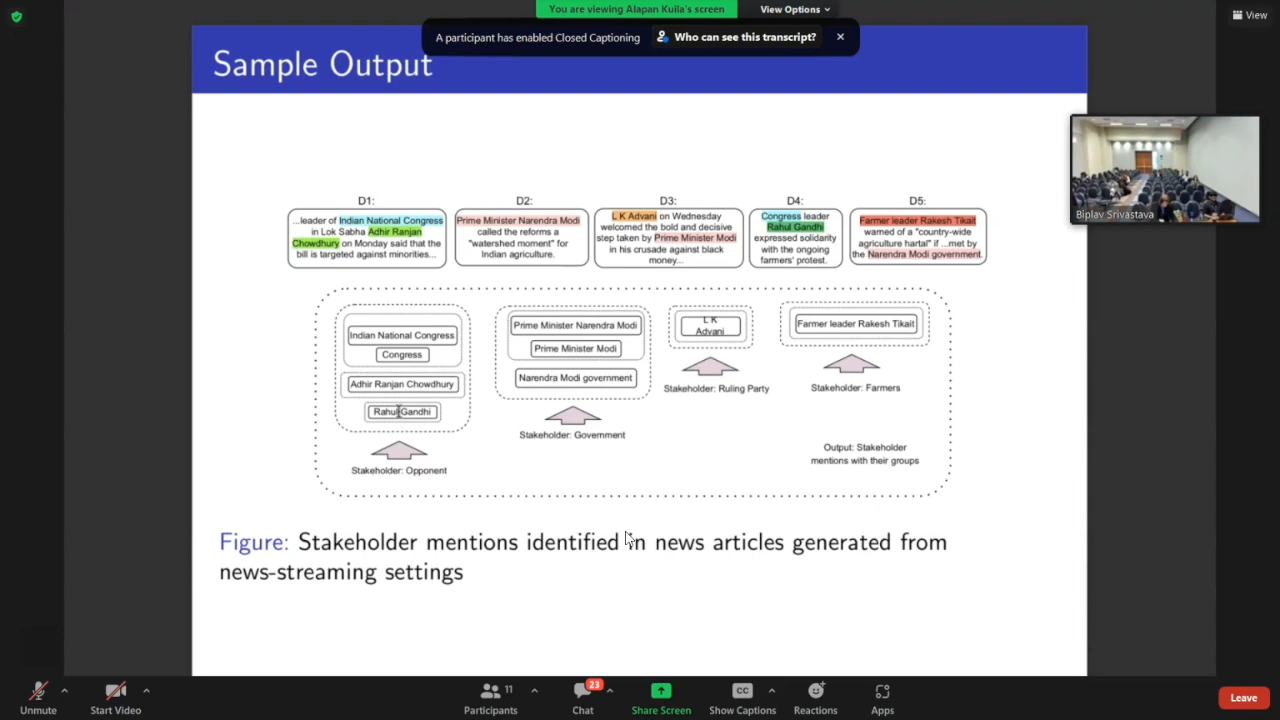 You are viewing Alapan Kuila's screen
View Options
View
A participant has enabled Closed Captioning
Who can see this transcript?
Sample Output
Biplav Srivastava
D1:
...leader of Indian National Congress
in Lok Sabha Adhir Ranjan
Chowdhury on Monday said that the
bill is targeted against minorities...
D2:
Prime Minister Narendra Modi
called the reforms a
"watershed moment" for
Indian agriculture.
D3:
L K Advani on Wednesday
welcomed the bold and decisive
step taken by Prime Minister Modi
in his crusade against black
money...
D4:
Congress leader
Rahul Gandhi
expressed solidarity
with the ongoing
farmers' protest.
D5:
Farmer leader Rakesh Tikait
warned of a "country-wide
agriculture hartal" if ...met by
the Narendra Modi government.
Indian National Congress
Congress
Adhir Ranjan Chowdhury
Rahul Gandhi
Stakeholder: Opponent
Prime Minister Narendra Modi
Prime Minister Modi
Narendra Modi government
Stakeholder: Government
L K
Advani
Stakeholder: Ruling Party
Farmer leader Rakesh Tikait
Stakeholder: Farmers
Output: Stakeholder
mentions with their groups
Figure: Stakeholder mentions identified in news articles generated from
news-streaming settings
Unmute
Start Video
Participants
11
Chat
23
Share Screen
CC
Show Captions
Reactions
Apps
Leave